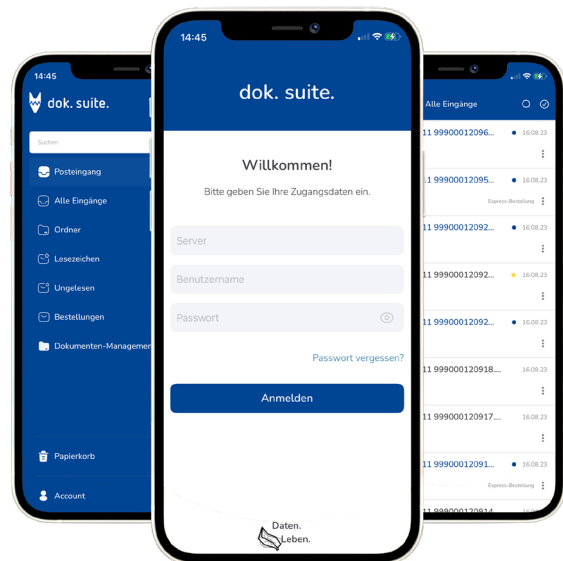 14:45
dok. suite.
Suchen
Posteingang
Alle Eingänge
Ordner
Lesezeichen
Ungelesen
Bestellungen
Papierkorb
Account
14:45
dok. suite.
Willkommen!
Bitte geben Sie Ihre Zugangsdaten ein.
Server
Benutzername
Passwort
Passwort vergessen?
Anmelden
Daten.
Leben.
Alle Eingänge
11 99900012096... 16.08.23
11 99900012095... 16.08.23
Express-Bestellung
11 99900012092... 16.08.23
11 99900012092... 16.08.23
11 99900012092... 16.08.23
11 999000120918.... 16.08.23
11 999000120917.... 16.08.23
11 99900012091... 16.08.23
Express-Bestellung